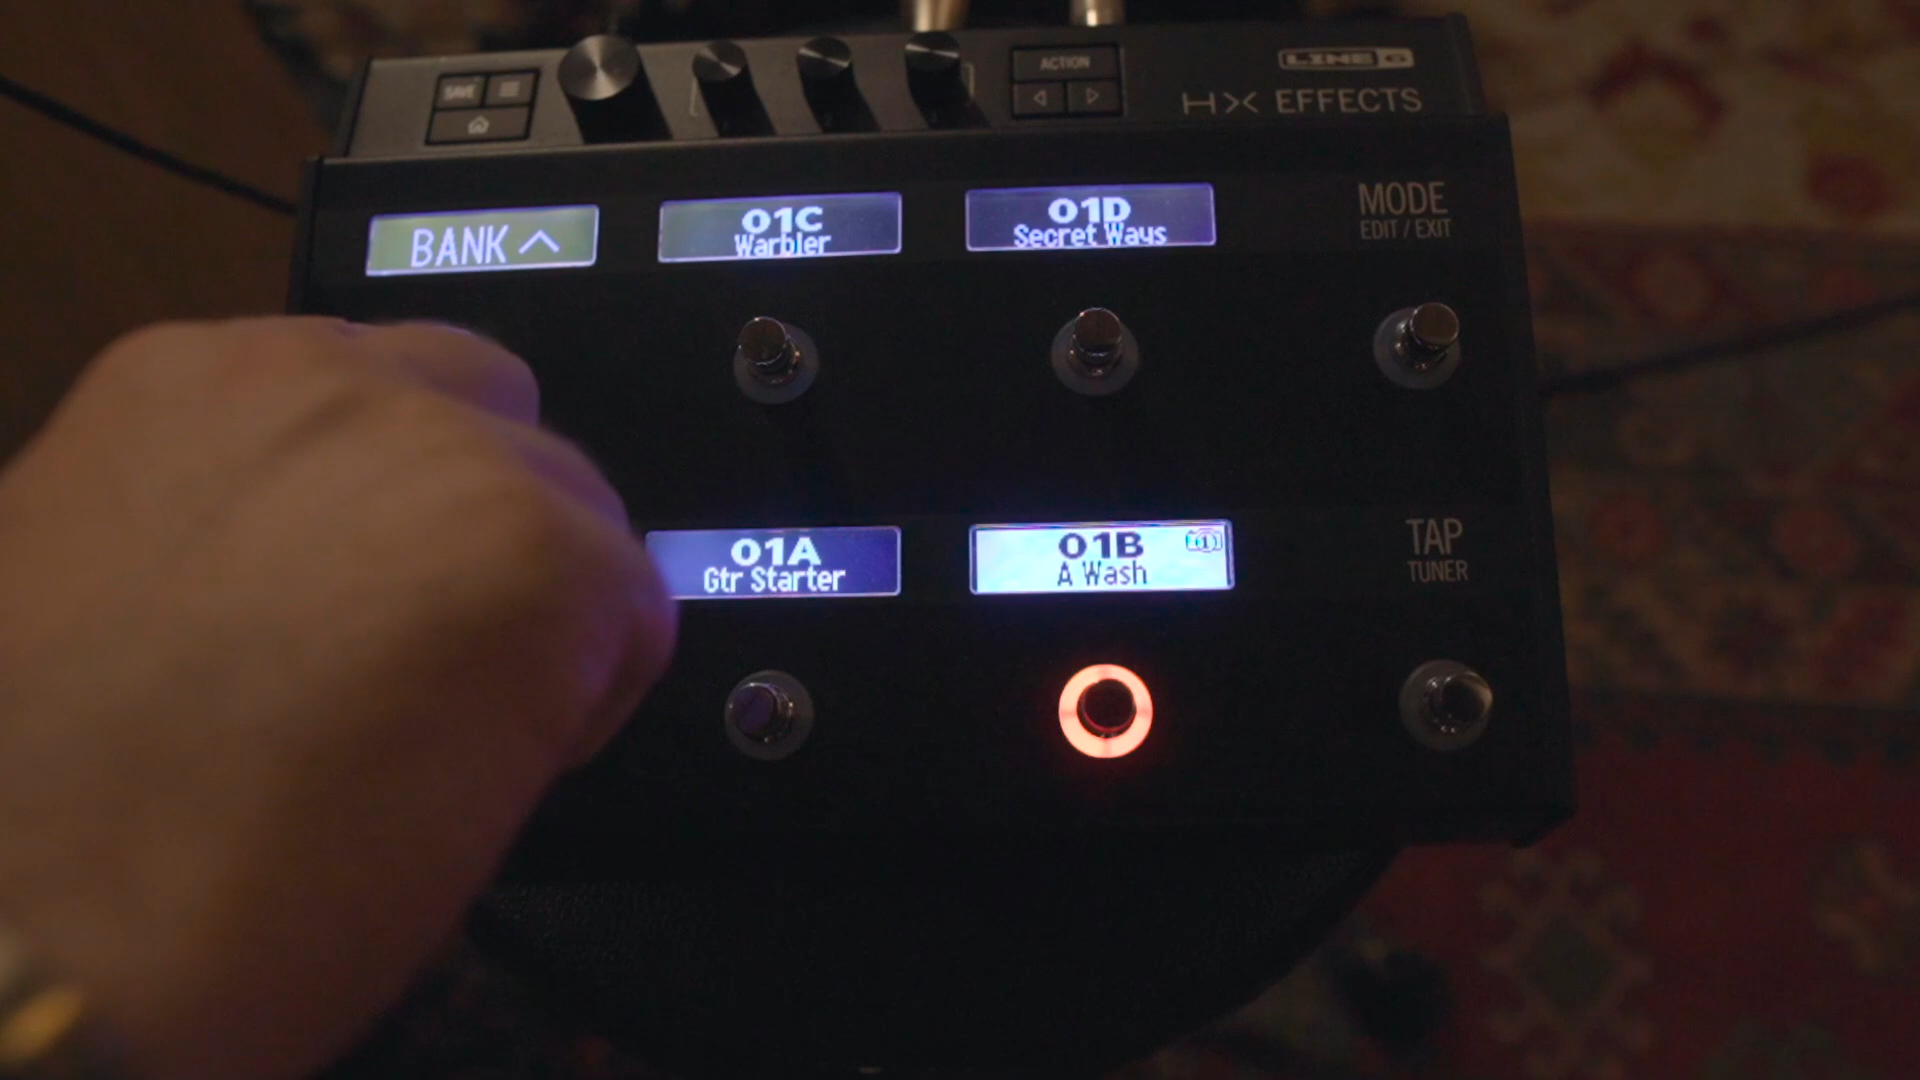 SAVE
ACTION
LINE 6
HX EFFECTS
BANK
01C
Warbler
01D
Secret Ways
MODE
EDIT / EXIT
01A
Gtr Starter
01B
1
A Wash
TAP
TUNER